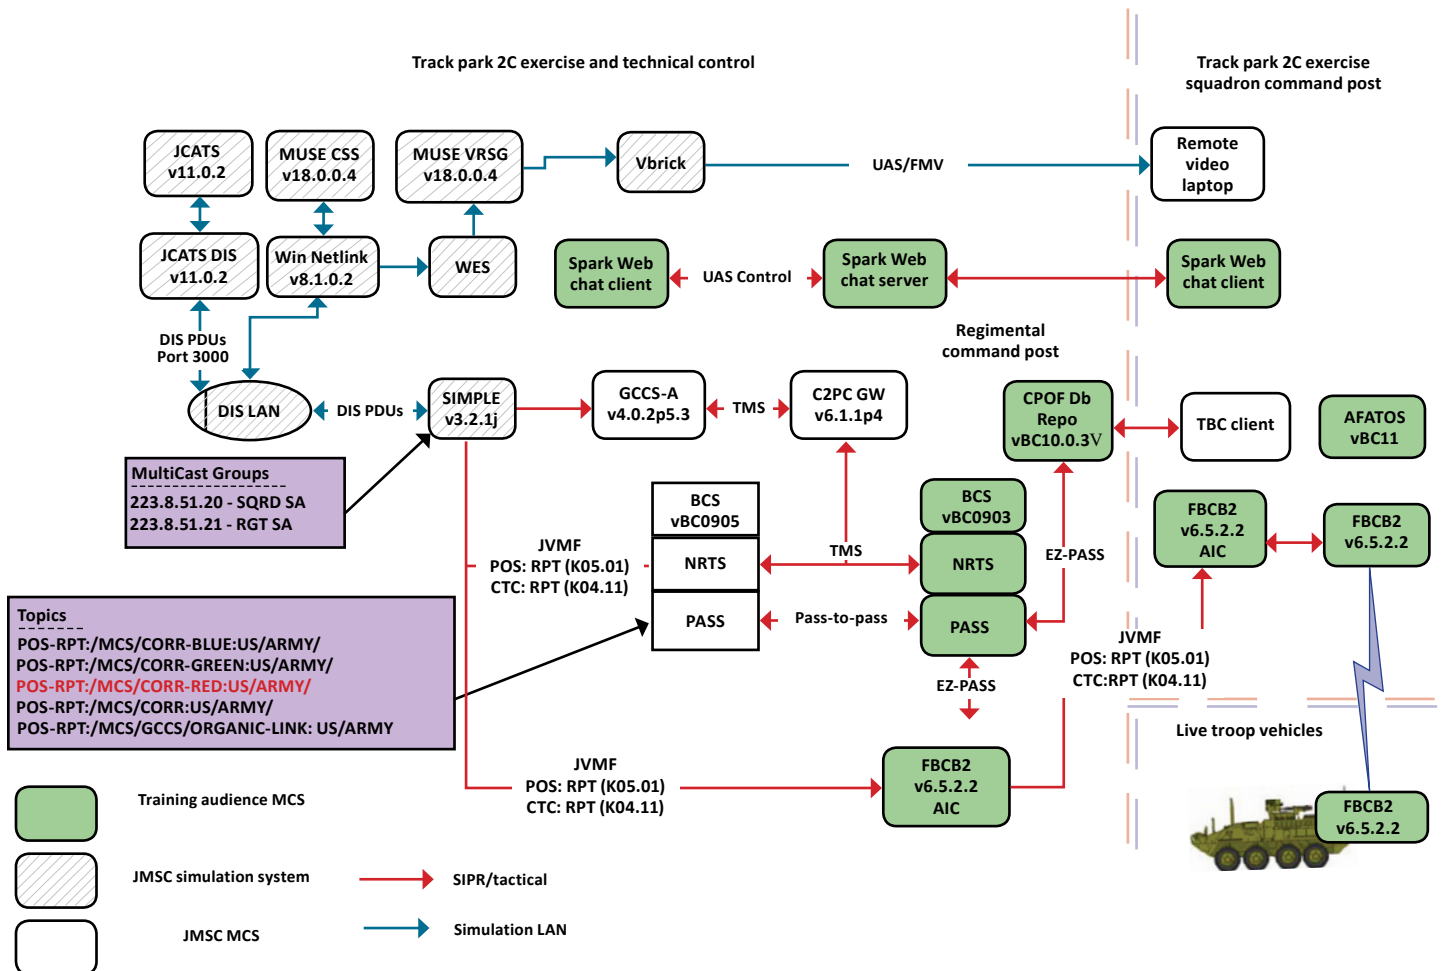 Track park 2C exercise and technical control
Track park 2C exercise
squadron command post
JCATS
v11.0.2
MUSE CSS
v18.0.0.4
MUSE VRSG
v18.0.0.4
Vbrick
UAS/FMV
Remote
video
laptop
JCATS DIS
v11.0.2
Win Netlink
v8.1.0.2
WES
Spark Web
chat client
UAS Control
Spark Web
chat server
Spark Web
chat client
DIS PDUs
Port 3000
Regimental
command post
DIS LAN
DIS PDUs
SIMPLE
v3.2.1j
GCCS-A
v4.0.2p5.3
TMS
C2PC GW
v6.1.1p4
CPOF Db
Repo
vBC10.0.3V
TBC client
AFATOS
vBC11
MultiCast Groups
223.8.51.20 - SQRD SA
223.8.51.21 - RGT SA
BCS
vBC0905
NRTS
PASS
BCS
vBC0903
NRTS
PASS
TMS
Pass-to-pass
EZ-PASS
EZ-PASS
FBCB2
v6.5.2.2
AIC
FBCB2
v6.5.2.2
JVMF
POS: RPT (K05.01)
CTC: RPT (K04.11)
Topics
POS-RPT:/MCS/CORR-BLUE:US/ARMY/
POS-RPT:/MCS/CORR-GREEN:US/ARMY/
POS-RPT:/MCS/CORR-RED:US/ARMY/
POS-RPT:/MCS/CORR:US/ARMY/
POS-RPT:/MCS/GCCS/ORGANIC-LINK: US/ARMY
JVMF
POS: RPT (K05.01)
CTC:RPT (K04.11)
Live troop vehicles
JVMF
POS: RPT (K05.01)
CTC: RPT (K04.11)
FBCB2
v6.5.2.2
AIC
FBCB2
v6.5.2.2
Training audience MCS
JMSC simulation system
JMSC MCS
SIPR/tactical
Simulation LAN